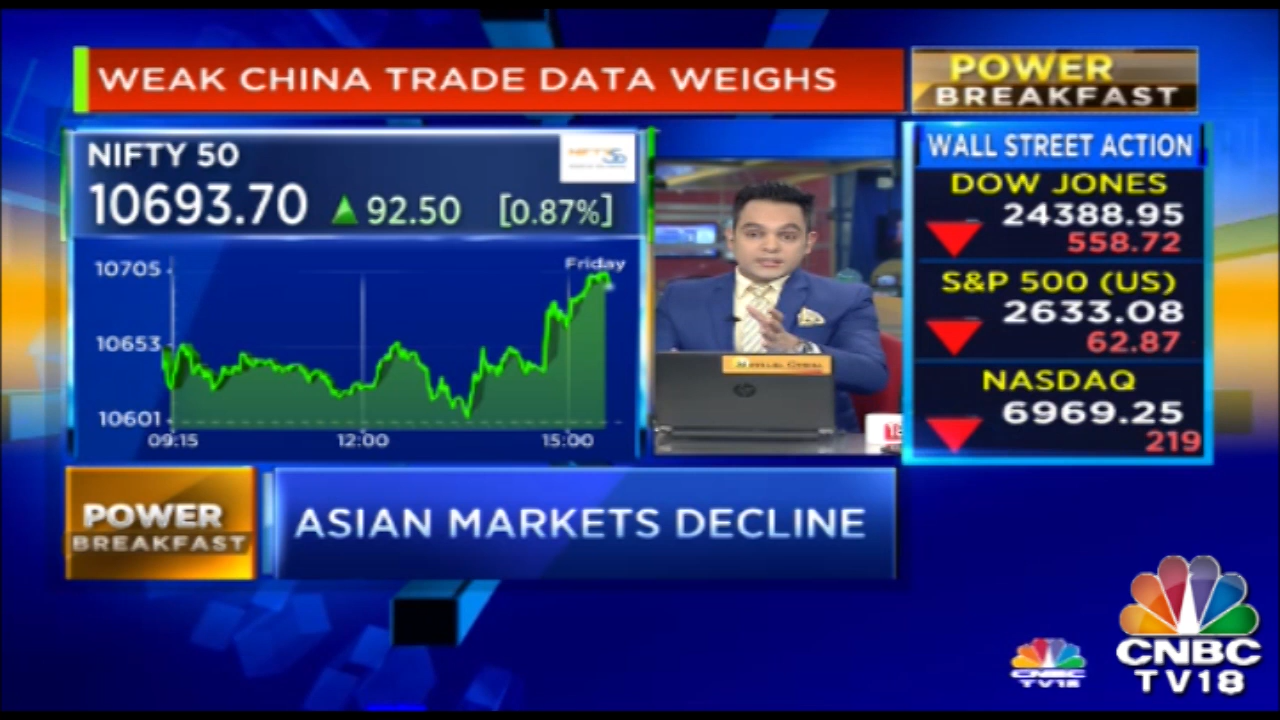 WEAK CHINA TRADE DATA WEIGHS
POWER
BREAKFAST
NIFTY 50
10693.70 ▲ 92.50 [0.87%]
Friday
10705
10653
10601
09:15 12:00 15:00
WALL STREET ACTION
DOW JONES
24388.95
558.72
S&P 500 (US)
2633.08
62.87
NASDAQ
6969.25
219
POWER
BREAKFAST
ASIAN MARKETS DECLINE
CNBC
TV18
CNBC
TV18